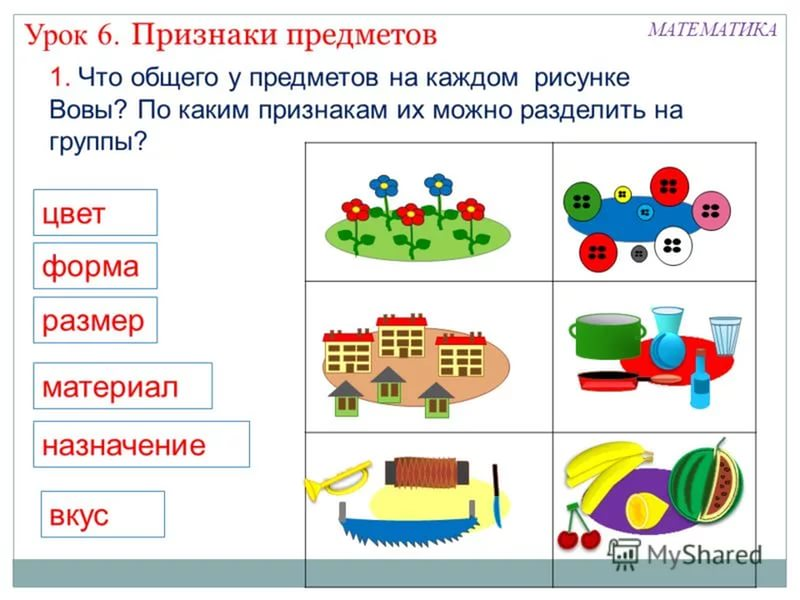 Урок 6. Признаки предметов
МАТЕМАТИКА
1. Что общего у предметов на каждом рисунке
Вовы? По каким признакам их можно разделить на
группы?
цвет
форма
размер
материал
назначение
вкус
MyShared